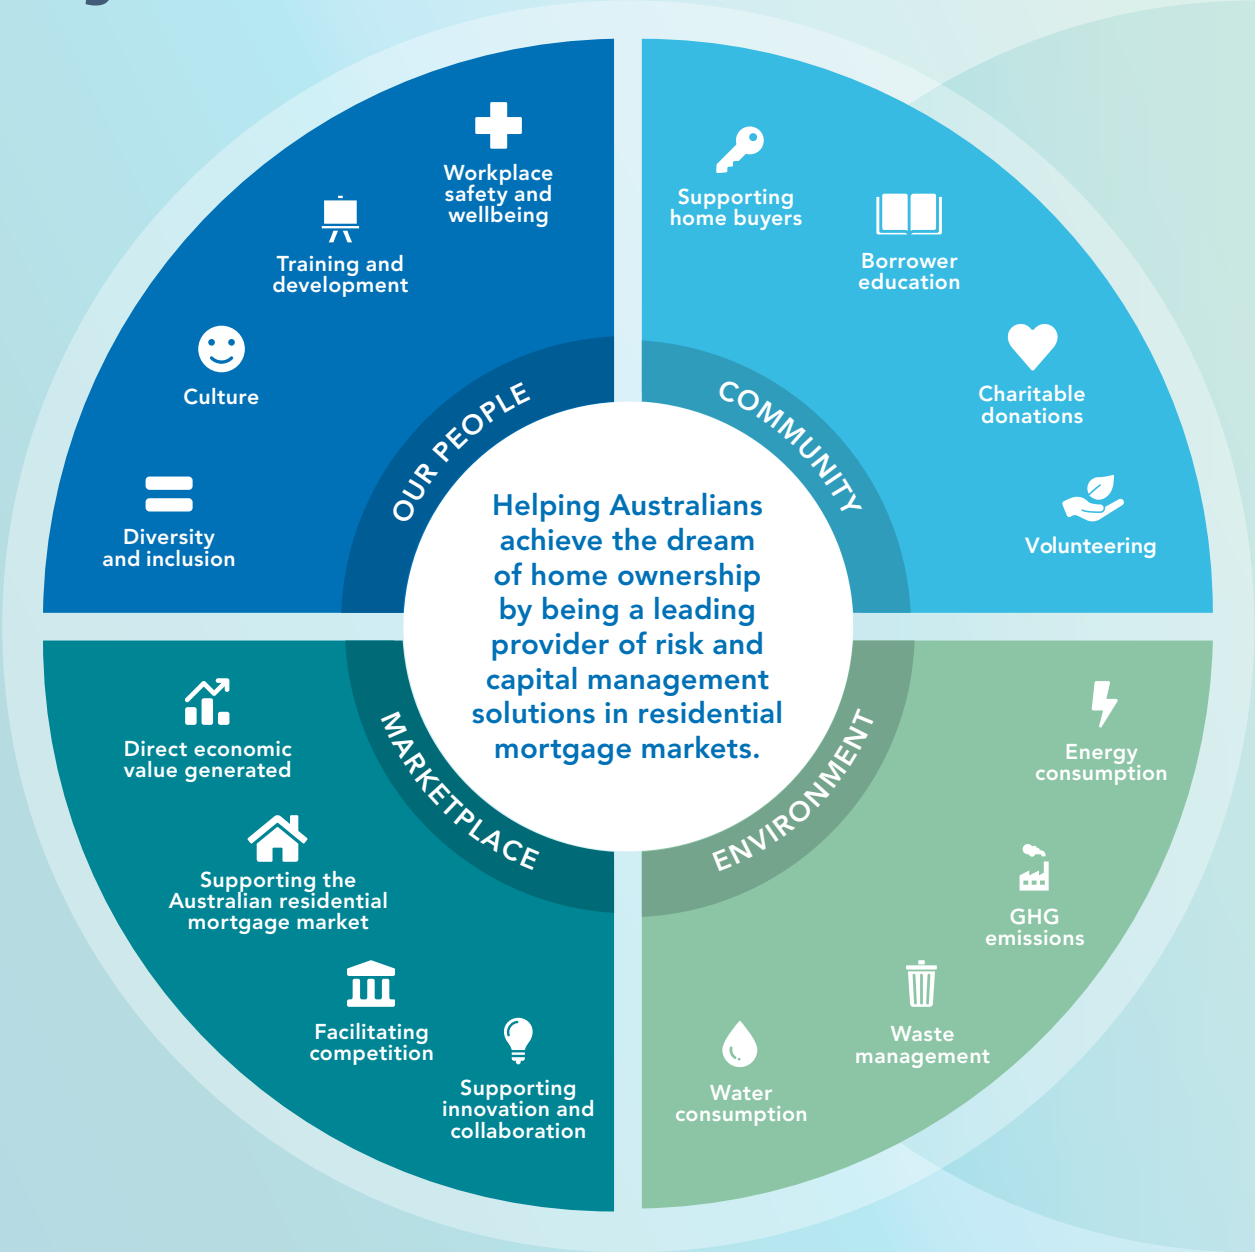 OUR PEOPLE
Workplace
safety and
wellbeing
Training and
development
Culture
Diversity
and inclusion
COMMUNITY
Supporting
home buyers
Borrower
education
Charitable
donations
Volunteering
Helping Australians
achieve the dream
of home ownership
by being a leading
provider of risk and
capital management
solutions in residential
mortgage markets.
MARKETPLACE
Direct economic
value generated
Supporting the
Australian residential
mortgage market
Facilitating
competition
Supporting
innovation and
collaboration
ENVIRONMENT
Energy
consumption
GHG
emissions
Waste
management
Water
consumption